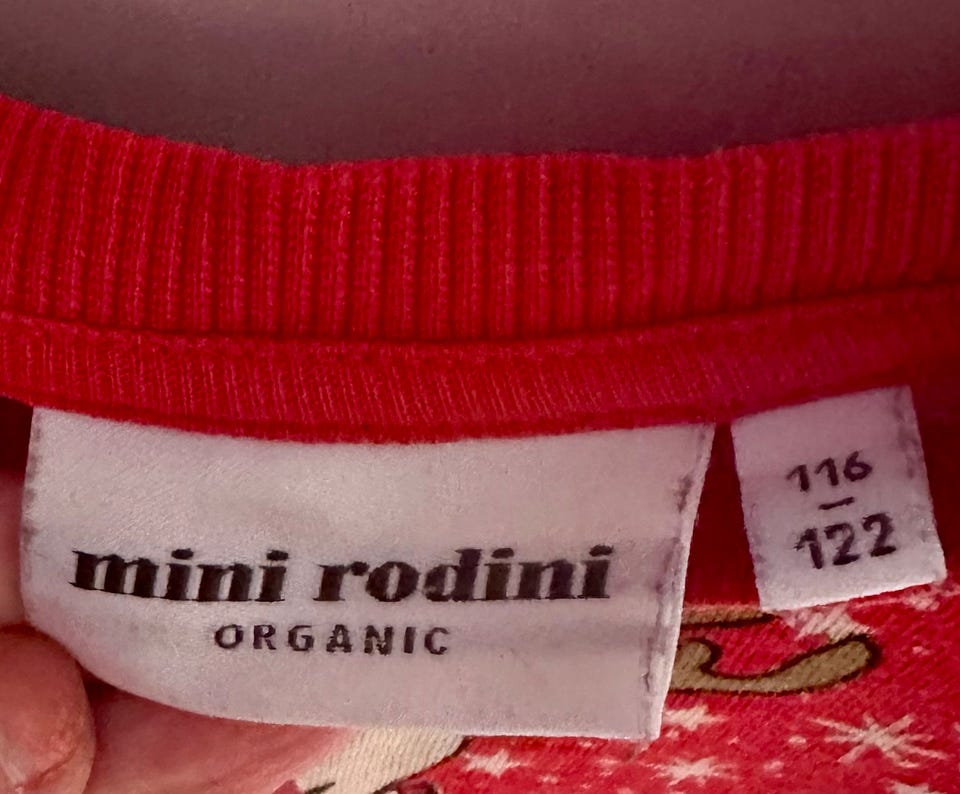 mini rodini
ORGANIC
116
122